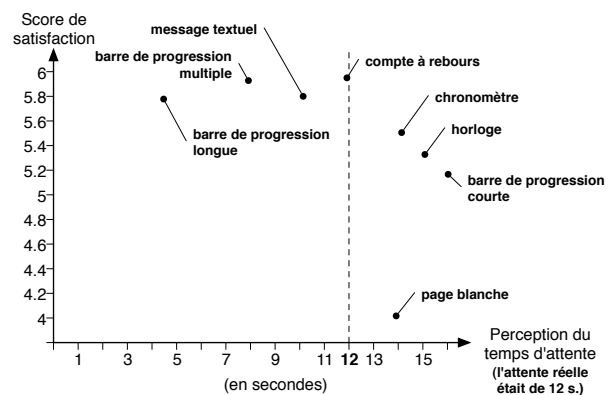 Score de
satisfaction
message textuel
barre de progression
multiple
compte à rebours
chronomètre
horloge
barre de progression
longue
barre de progression
courte
page blanche
6
5.8
5.6
5.4
5.2
5
4.8
4.6
4.4
4.2
4
1 3 5 7 9 11 12 13 15
(en secondes)
Perception du
temps d'attente
(l'attente réelle
était de 12 s.)